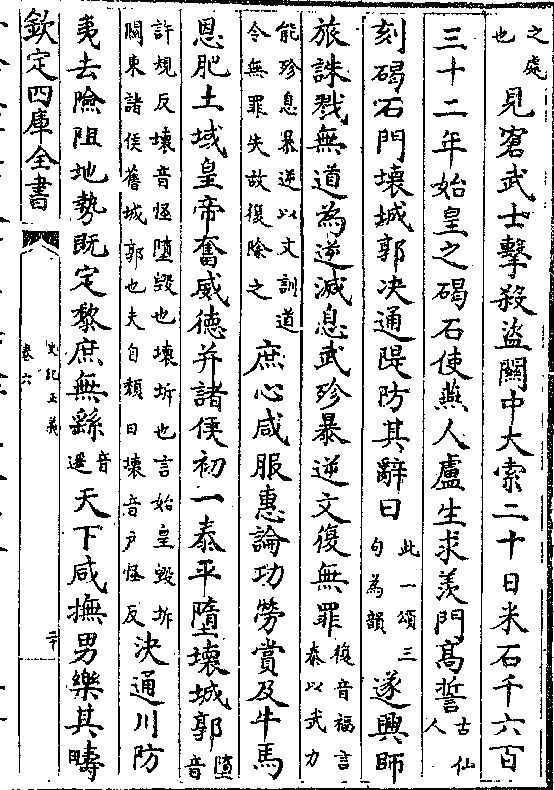 之處
也
見窘武士擊殺盜關中大索二十日米石千六百
三十二年始皇之碣石使燕人盧生求羨門髙誓
古仙
人
刻碣石門壞城郭决通隄防其辭曰
此一頌三
句為韻
遂興師
旅誅戮無道為逆滅息武殄暴逆文復無罪
復音福言
秦以武力
能殄息暴逆以文訓道
令無罪失故復除之
庶心咸服惠論功勞賞及牛馬
恩肥土域皇帝奮威德并諸侯初一泰平墮壞城郭
墮
音
許規反壞音怪墮毀也壞坼也言始皇毀坼
關東諸侯舊城郭也夫自頽曰壞音户怪反
決通川防
夷去險阻地勢既定黎庶無繇
音
遥
天下咸撫男樂其疇
欽定四庫全書
史記正義
卷六
二十